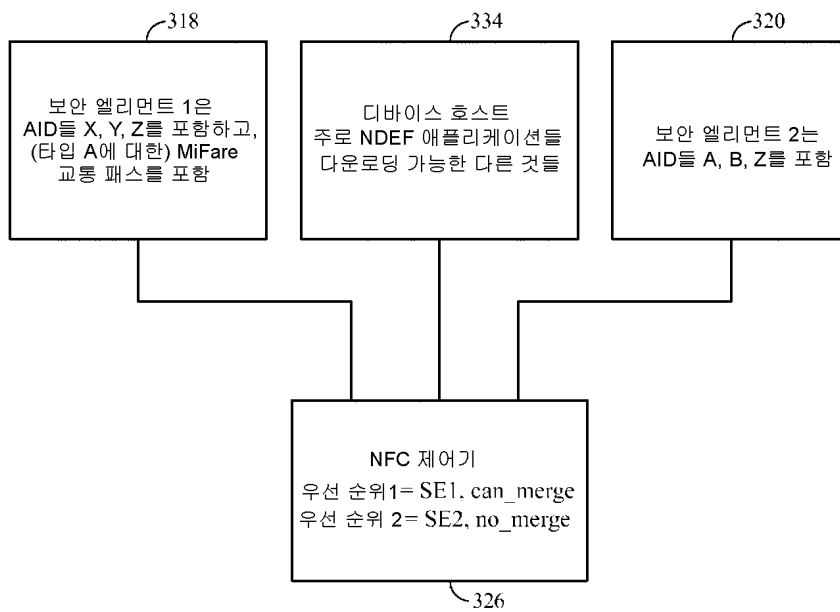 318
보안 엘리먼트 1은
AID들 X, Y, Z를 포함하고,
(타입 A에 대한) MiFare
교통 패스를 포함
334
디바이스 호스트
주로 NDEF 애플리케이션들
다운로딩 가능한 다른 것들
320
보안 엘리먼트 2는
AID들 A, B, Z를 포함
NFC 제어기
우선 순위1= SE1, can_merge
우선 순위 2= SE2, no_merge
326